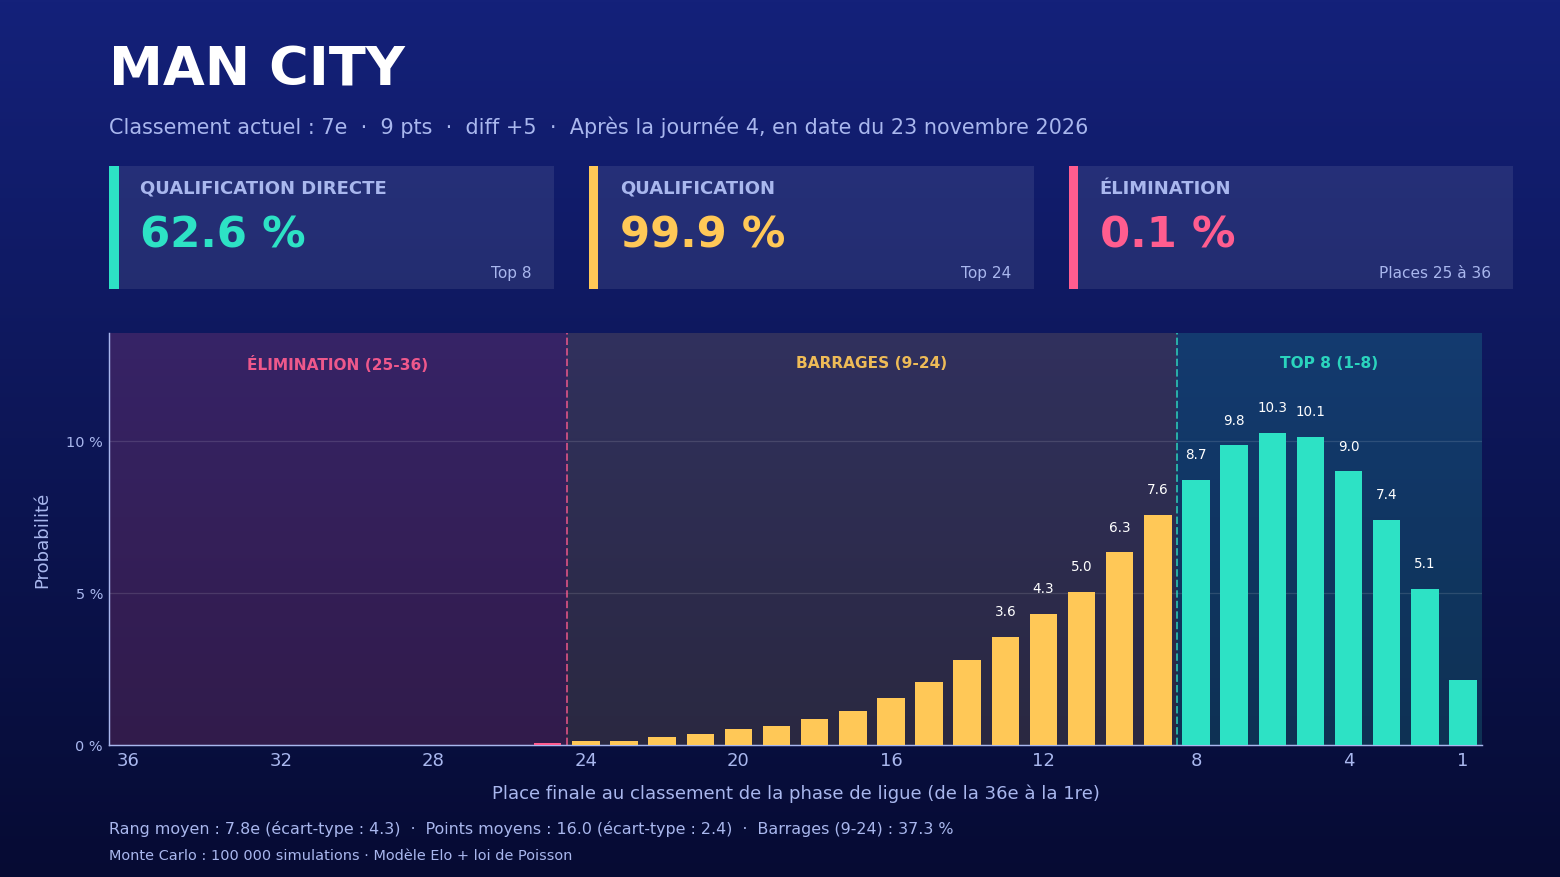 MAN CITY
Classement actuel : 7e · 9 pts · diff +5 · Après la journée 4, en date du 23 novembre 2026
QUALIFICATION DIRECTE
62.6 %
Top 8
QUALIFICATION
99.9 %
Top 24
ÉLIMINATION
0.1 %
Places 25 à 36
ÉLIMINATION (25-36)
BARRAGES (9-24)
TOP 8 (1-8)
Probabilité
10 %
5 %
0 %
3.6
4.3
5.0
6.3
7.6
8.7
9.8
10.3
10.1
9.0
7.4
5.1
36 32 28 24 20 16 12 8 4 1
Place finale au classement de la phase de ligue (de la 36e à la 1re)
Rang moyen : 7.8e (écart-type : 4.3) · Points moyens : 16.0 (écart-type : 2.4) · Barrages (9-24) : 37.3 %
Monte Carlo : 100 000 simulations · Modèle Elo + loi de Poisson